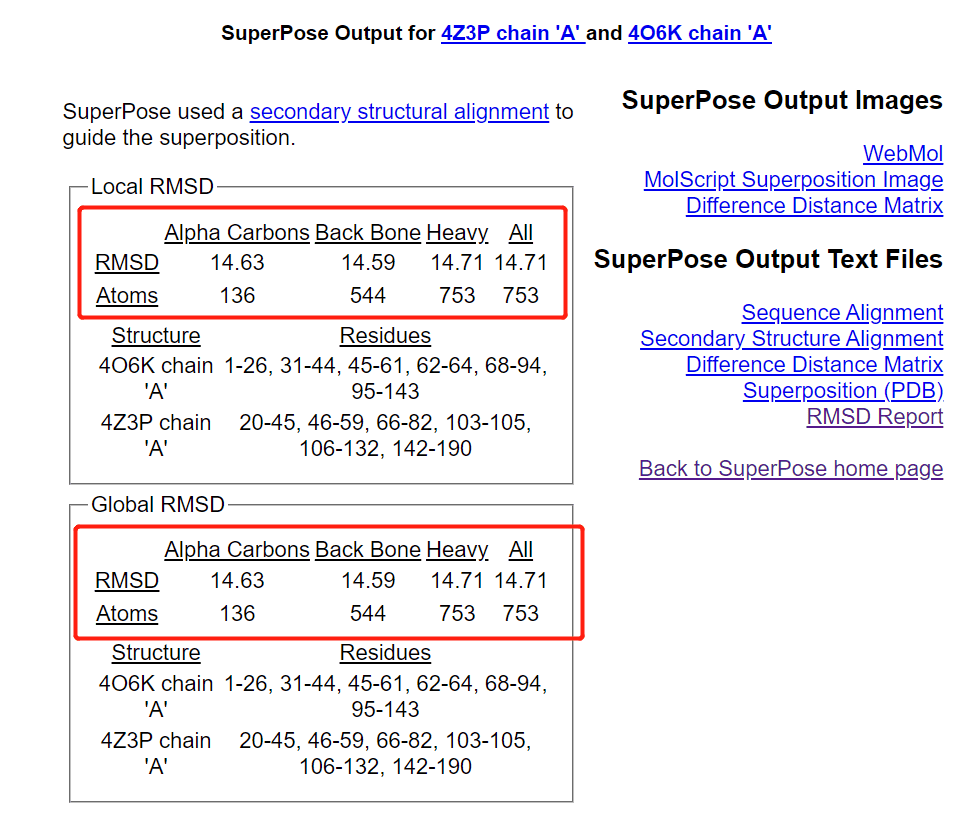 SuperPose Output for 4Z3P chain 'A' and 4O6K chain 'A'
SuperPose used a secondary structural alignment to
guide the superposition.
Local RMSD
Alpha Carbons Back Bone Heavy All
RMSD 14.63 14.59 14.71 14.71
Atoms 136 544 753 753
Structure Residues
4O6K chain 1-26, 31-44, 45-61, 62-64, 68-94,
'A' 95-143
4Z3P chain 20-45, 46-59, 66-82, 103-105,
'A' 106-132, 142-190
Global RMSD
Alpha Carbons Back Bone Heavy All
RMSD 14.63 14.59 14.71 14.71
Atoms 136 544 753 753
Structure Residues
4O6K chain 1-26, 31-44, 45-61, 62-64, 68-94,
'A' 95-143
4Z3P chain 20-45, 46-59, 66-82, 103-105,
'A' 106-132, 142-190
SuperPose Output Images
WebMol
MolScript Superposition Image
Difference Distance Matrix
SuperPose Output Text Files
Sequence Alignment
Secondary Structure Alignment
Difference Distance Matrix
Superposition (PDB)
RMSD Report
Back to SuperPose home page